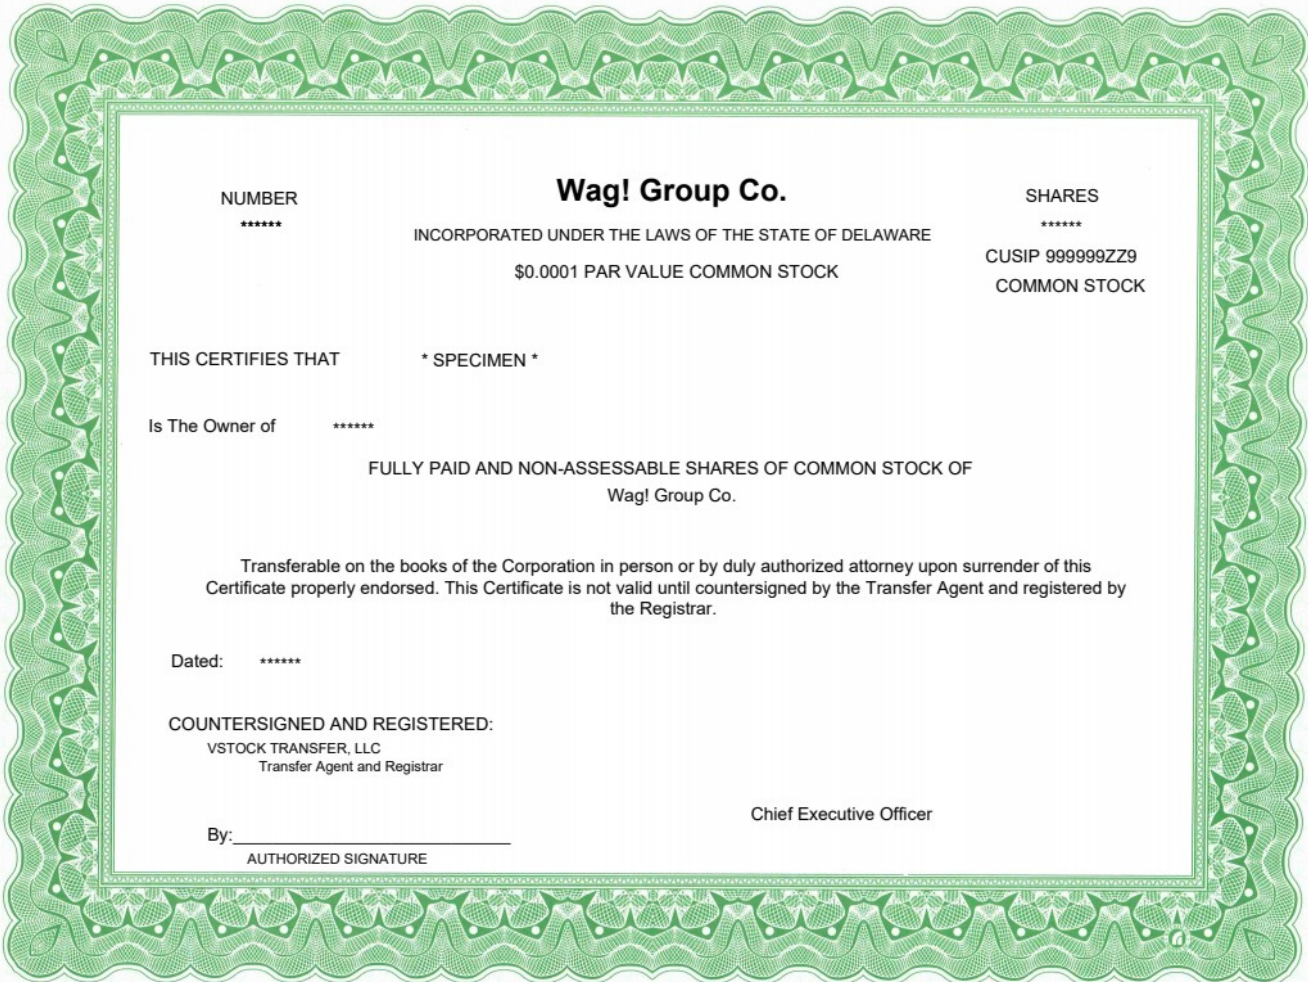 NUMBER
******
Wag! Group Co.
INCORPORATED UNDER THE LAWS OF THE STATE OF DELAWARE
$0.0001 PAR VALUE COMMON STOCK
SHARES
******
CUSIP 999999ZZ9
COMMON STOCK
THIS CERTIFIES THAT * SPECIMEN *
Is The Owner of ******
FULLY PAID AND NON-ASSESSABLE SHARES OF COMMON STOCK OF
Wag! Group Co.
Transferable on the books of the Corporation in person or by duly authorized attorney upon surrender of this
Certificate properly endorsed. This Certificate is not valid until countersigned by the Transfer Agent and registered by
the Registrar.
Dated: ******
COUNTERSIGNED AND REGISTERED:
VSTOCK TRANSFER, LLC
Transfer Agent and Registrar
Chief Executive Officer
By:
AUTHORIZED SIGNATURE